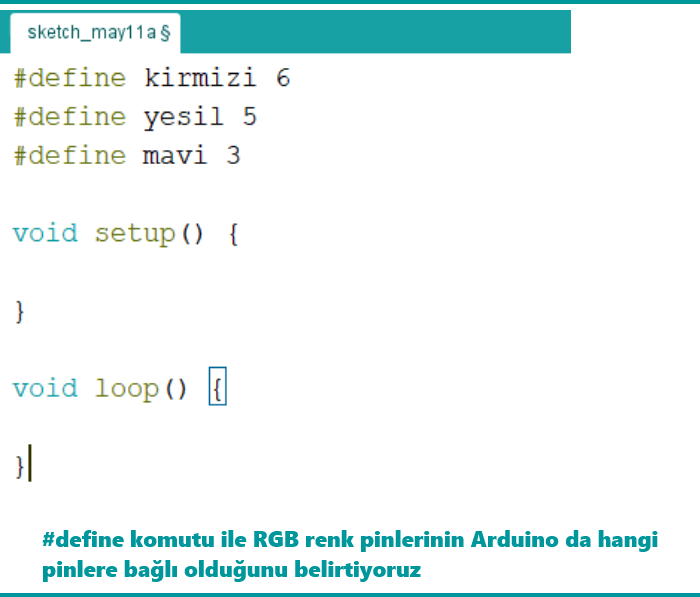 sketch_may11a §
#define kirmizi 6
#define yesil 5
#define mavi 3
void setup() {
}
void loop() {
}
#define komutu ile RGB renk pinlerinin Arduino da hangi
pinlere bağlı olduğunu belirtiyoruz